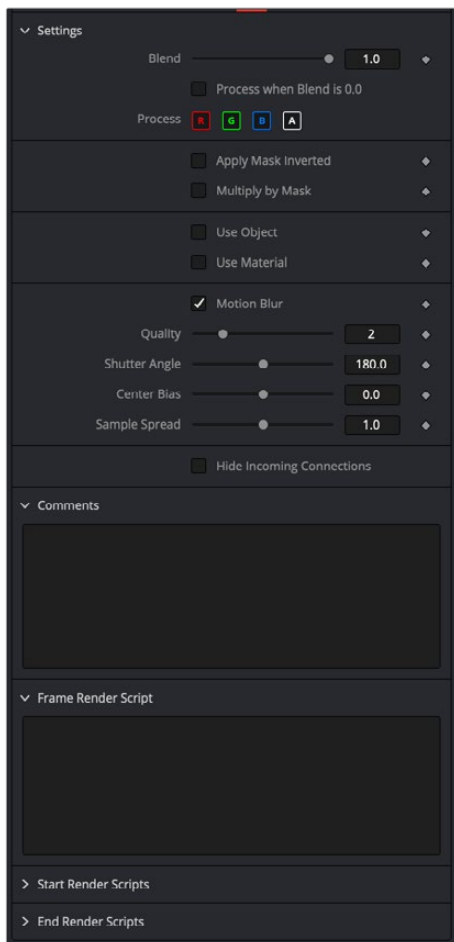 Settings
Blend 1.0
Process when Blend is 0.0
Process R G B A
Apply Mask Inverted
Multiply by Mask
Use Object
Use Material
Motion Blur
Quality 2
Shutter Angle 180.0
Center Bias 0.0
Sample Spread 1.0
Hide Incoming Connections
Comments
Frame Render Script
Start Render Scripts
End Render Scripts